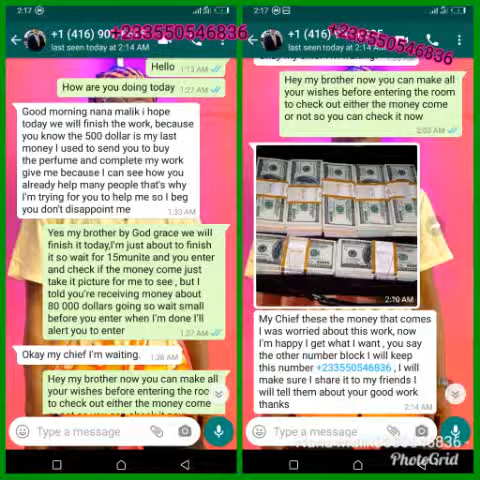 2:17
+1 (416) 90
+233550546836
last seen today at 2:14 AM
Hello 1:13 AM
How are you doing today 1:27 AM
Good morning nana malik i hope
today we will finish the work, because
you know the 500 dollar is my last
money I used to send you to buy
the perfume and complete my work
give me because I can see how you
already help many people that's why
I'm trying for you to help me so I beg
you don't disappoint me
1:33 AM
Yes my brother by God grace we will
finish it today,I'm just about to finish
it so wait for 15munite and you enter
and check if the money come just
take it picture for me to see , but I
told you're receiving money about
80 000 dollars going so wait small
before you enter when I'm done I'll
alert you to enter
1:37 AM
Okay my chief I'm waiting. 1:38 AM
Hey my brother now you can make all
your wishes before entering the roo
to check out either the money come
Type a message
2:17
+1 (416)
+233550546836
last seen today at 2:14 AM
Hey my brother now you can make all
your wishes before entering the room
to check out either the money come
or not so you can check it now
2:03 AM
2:10 AM
My Chief these the money that comes
I was worried about this work, now
I'm happy I get what I want , you say
the other number block I will keep
this number +233550546836 , I will
make sure I share it to my friends I
will tell them about your good work
thanks
2:14 AM
Type a message
PhotoGrid